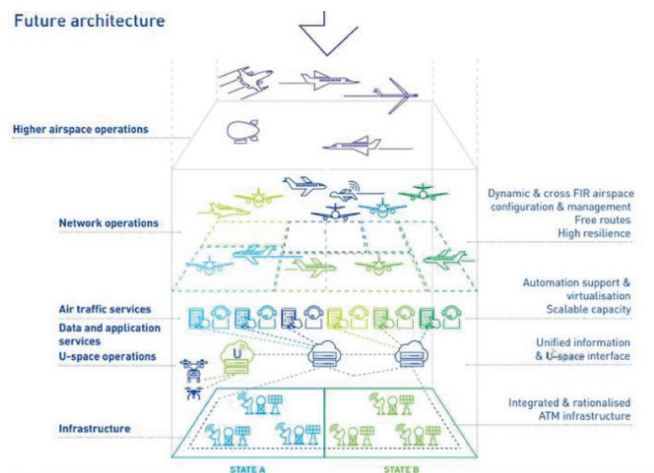 Future architecture
Higher airspace operations
Network operations
Dynamic & cross FIR airspace
configuration & management
Free routes
High resilience
Air traffic services
Data and application
services
U-space operations
Automation support &
virtualisation
Scalable capacity
U
Unified information
& U-space interface
Infrastructure
Integrated & rationalised
ATM infrastructure
STATE A
STATE B